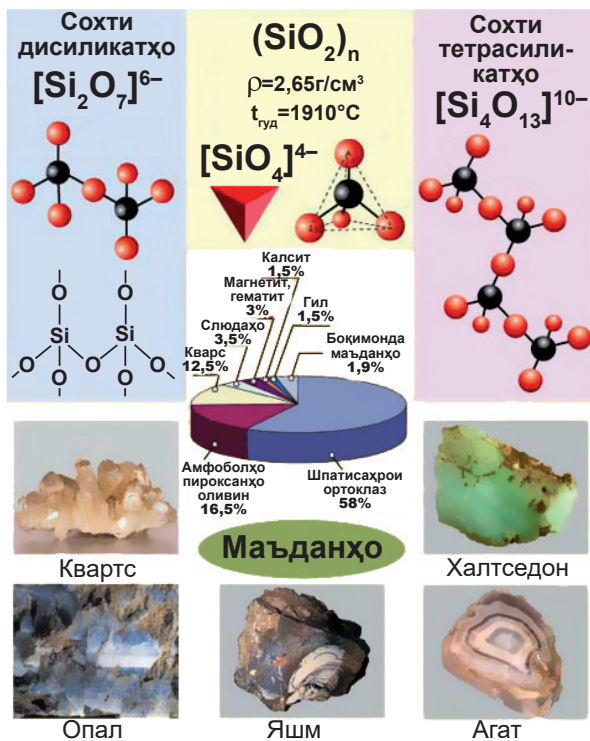 Сохти
дисиликатҳо
[Si₂O₇]⁶⁻
(SiO₂)ₙ
ρ=2,65г/см³
tгуд=1910°C
[SiO₄]⁴⁻
Сохти
тетрасили-
катҳо
[Si₄O₁₃]¹⁰⁻
O O
Si Si
O O O
O O
Калсит
1,5%
Магнетит,
гематит
3%
Гил
1,5%
Слюдаҳо
3,5%
Боқимонда
маъданҳо
1,9%
Кварс
12,5%
Амфоболҳо
пироксанҳо
оливин
16,5%
Шпатисаҳрои
ортоклаз
58%
Маъданҳо
Квартс
Халтседон
Опал
Яшм
Агат